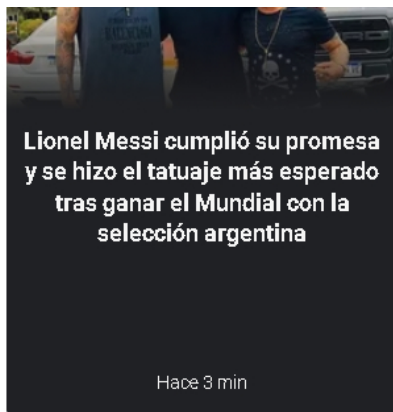 Lionel Messi cumplió su promesa
y se hizo el tatuaje más esperado
tras ganar el Mundial con la
selección argentina
Hace 3 min